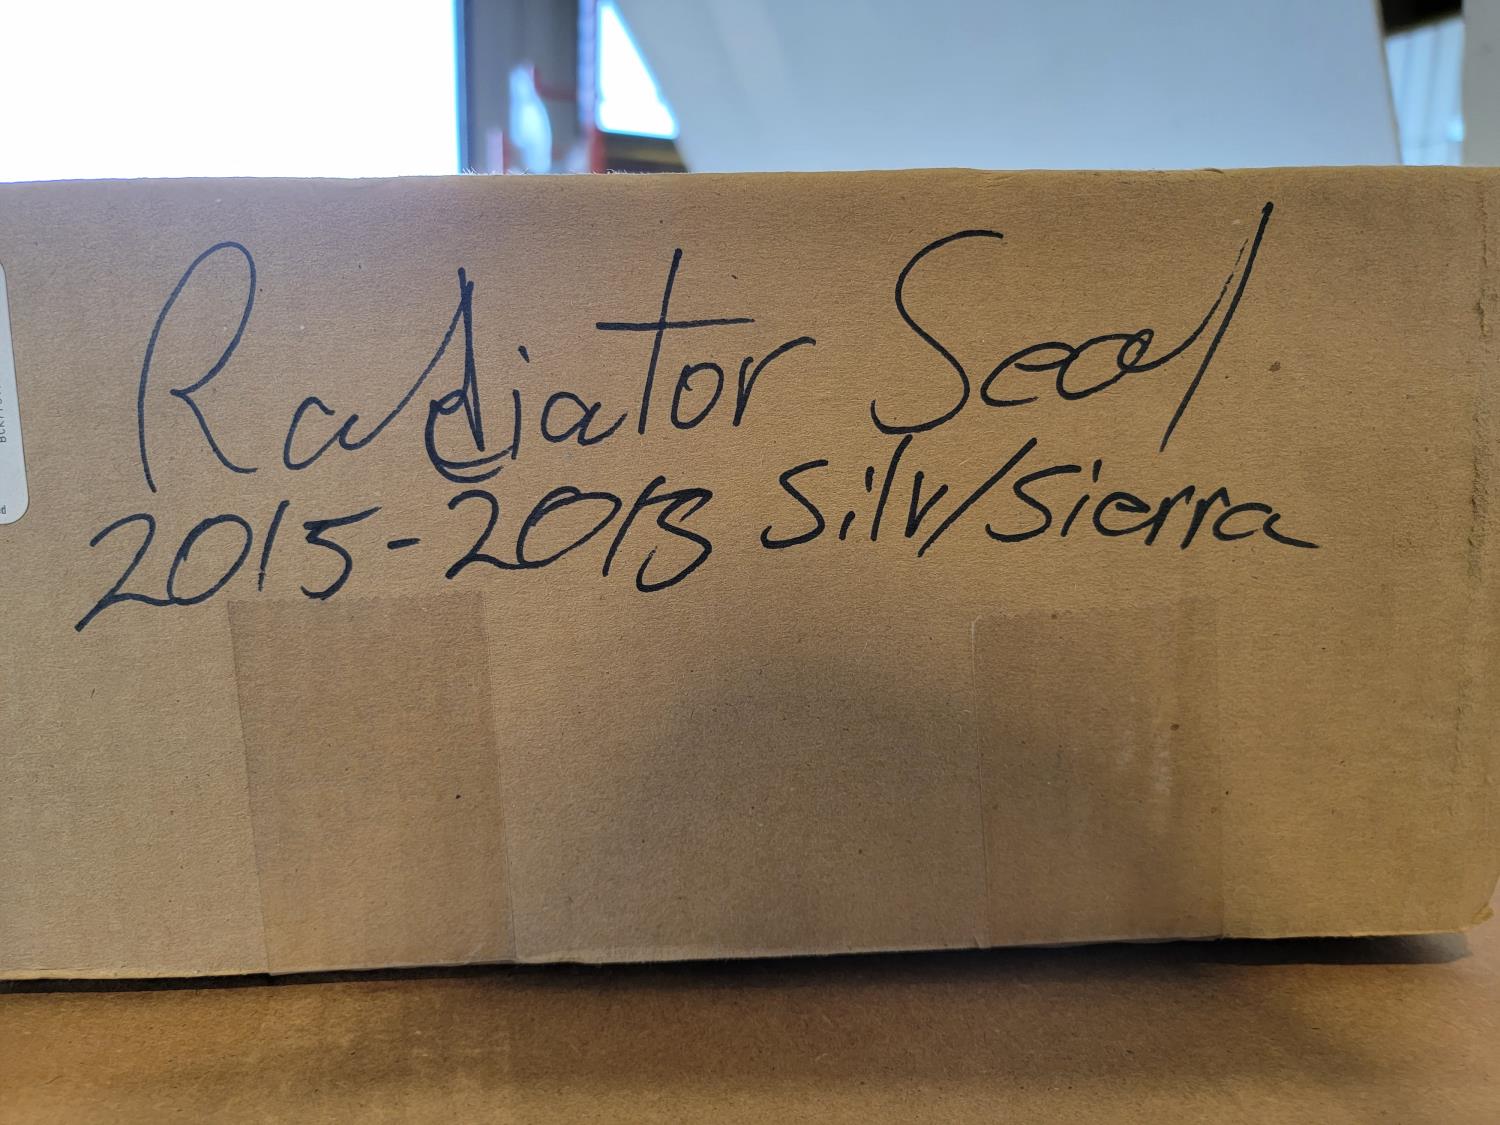 Radiator Seal
2015-2018 Silv/Sierra